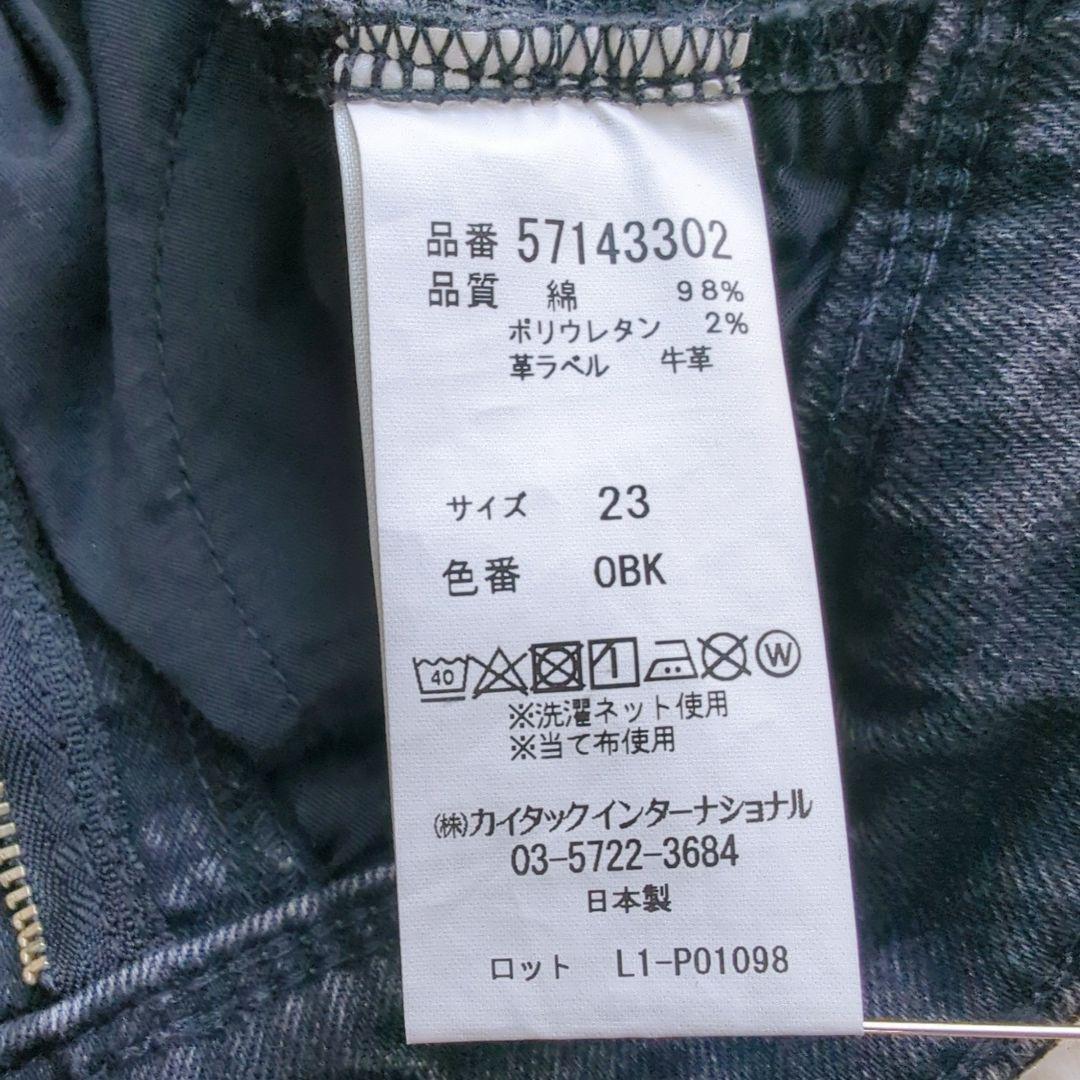 品番 57143302
品質 綿 98%
ポリウレタン 2%
革ラベル 牛革
サイズ 23
色番 0BK
40 W
※洗濯ネット使用
※当て布使用
(株)カイタックインターナショナル
03-5722-3684
日本製
ロット L1-P01098